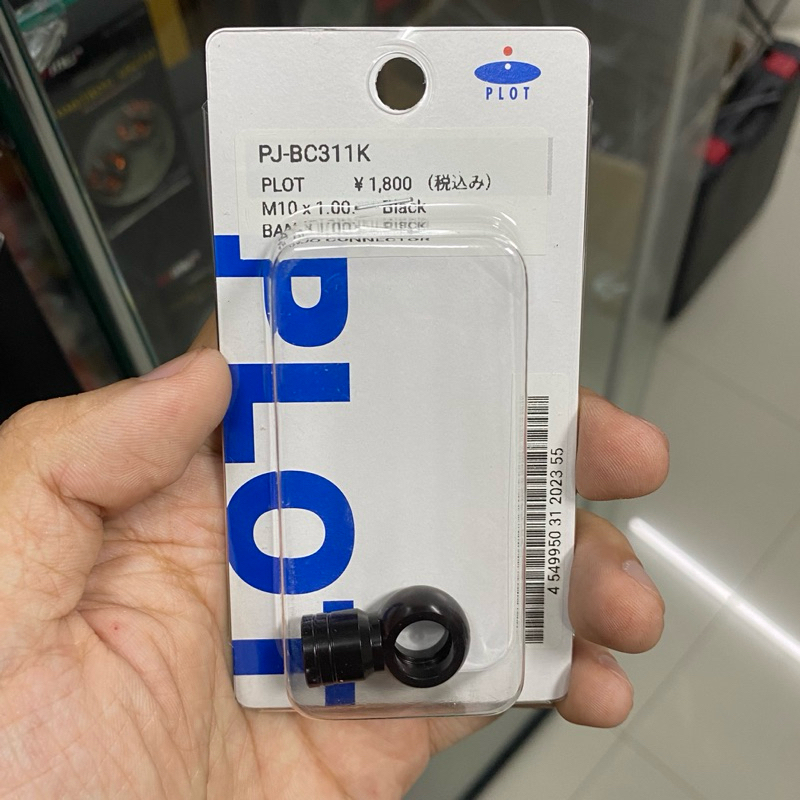 PLOT
PJ-BC311K
PLOT ¥1,800 (税込み)
M10 x 1.00. Black
CONNECTOR
PLOT
4 549950 31 2023 55